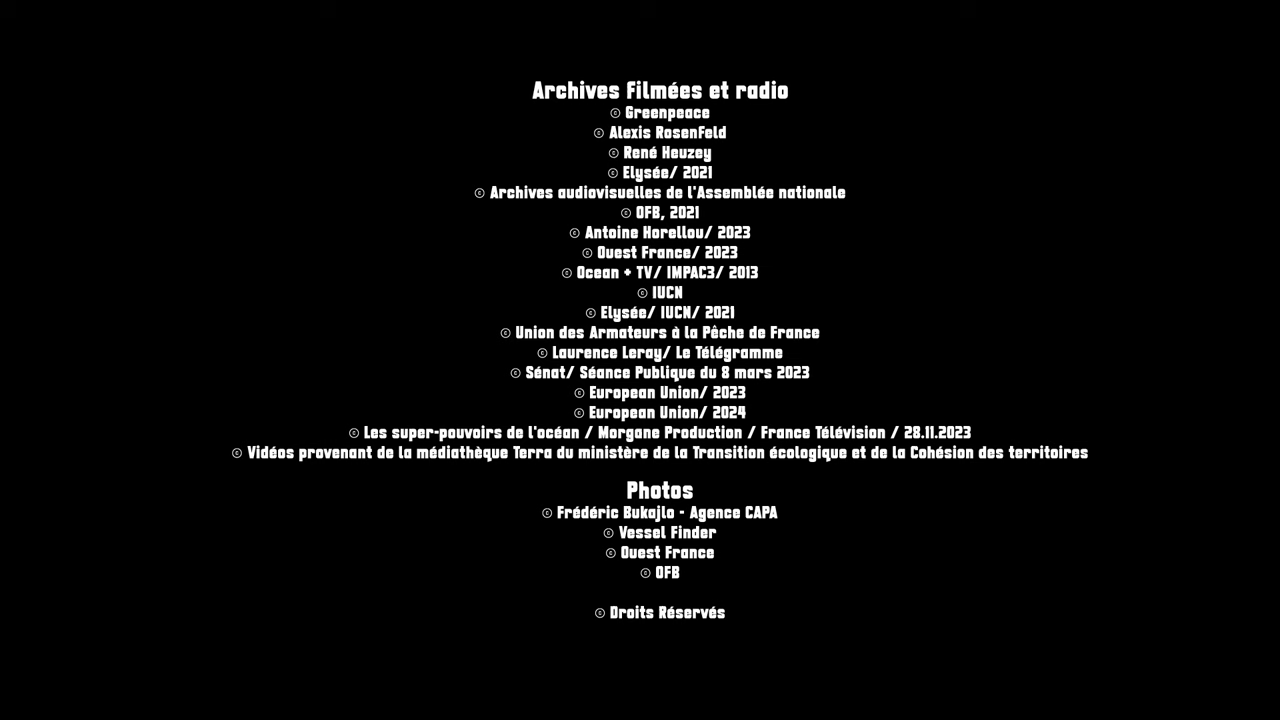 Archives Filmées et radio
© Greenpeace
© Alexis Rosenfeld
© René Heuzey
© Elysée/ 2021
© Archives audiovisuelles de l'Assemblée nationale
© OFB, 2021
© Antoine Horellou/ 2023
© Ouest France/ 2023
© Ocean + TV/ IMPAC3/ 2013
© IUCN
© Elysée/ IUCN/ 2021
© Union des Armateurs à la Pêche de France
© Laurence Leray/ Le Télégramme
© Sénat/ Séance Publique du 8 mars 2023
© European Union/ 2023
© European Union/ 2024
© Les super-pouvoirs de l'océan / Morgane Production / France Télévision / 28.11.2023
© Vidéos provenant de la médiathèque Terra du ministère de la Transition écologique et de la Cohésion des territoires
Photos
© Frédéric Bukajlo - Agence CAPA
© Vessel Finder
© Ouest France
© OFB
© Droits Réservés